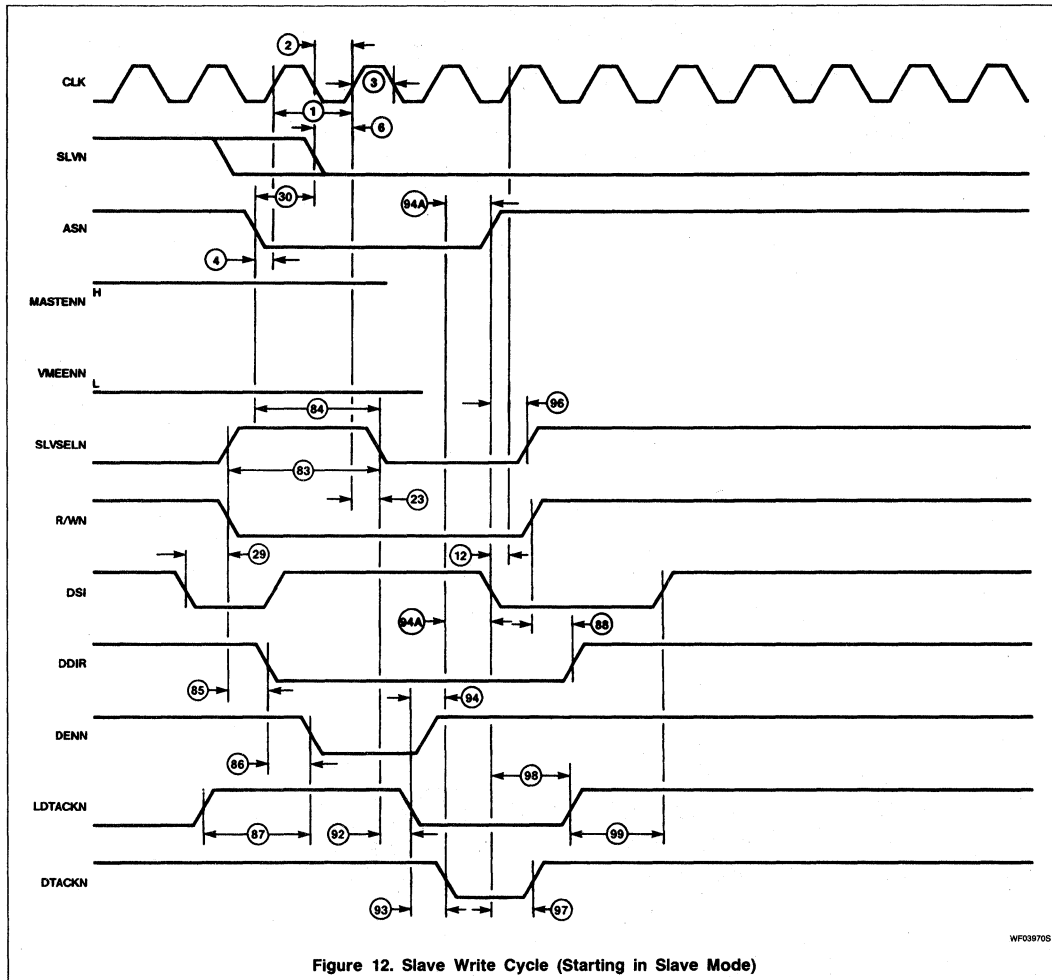 2
CLK
3
1
6
SLVN
30
94A
ASN
4
H
MASTENN
VMEENN
L
84
96
SLVSELN
83
23
R/WN
12
29
DSI
94A
88
DDIR
85
94
DENN
86
98
LDTACKN
87
92
99
DTACKN
93
97
WF03970S
Figure 12. Slave Write Cycle (Starting in Slave Mode)